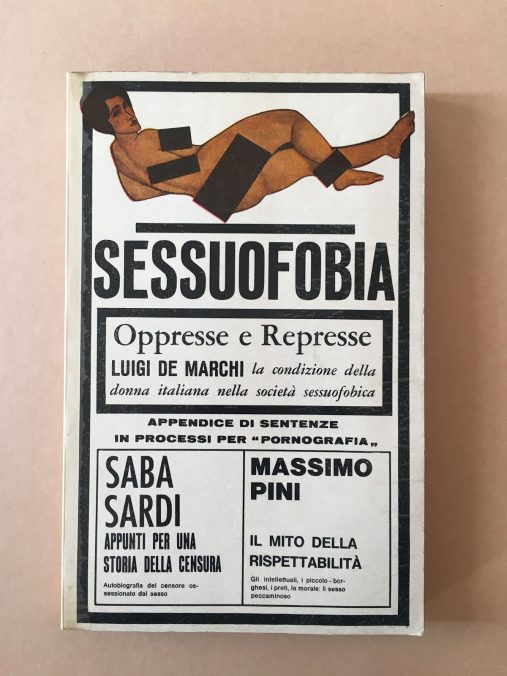 SESSUOFOBIA
Oppresse e Represse
LUIGI DE MARCHI la condizione della
donna italiana nella società sessuofobica
APPENDICE DI SENTENZE
IN PROCESSI PER "PORNOGRAFIA„
SABA
SARDI
APPUNTI PER UNA
STORIA DELLA CENSURA
Autobiografia del censore os-
sessionato dal sesso
MASSIMO
PINI
IL MITO DELLA
RISPETTABILITÀ
Gli intellettuali, i piccolo-bor-
ghesi, i preti, la morale: il sesso
peccaminoso